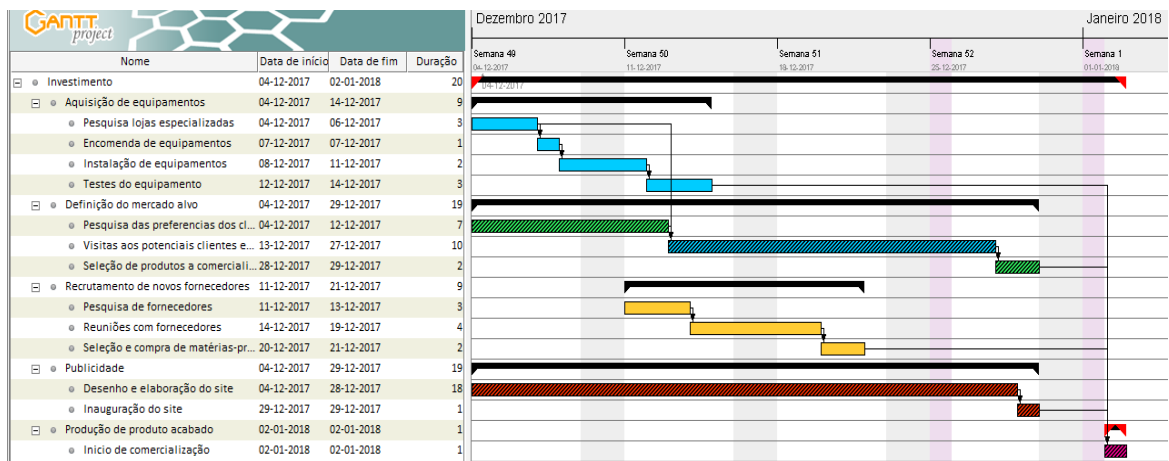 GANTT
project
Dezembro 2017 Janeiro 2018
Nome Data de início Data de fim Duração
Semana 49 Semana 50 Semana 51 Semana 52 Semana 1
04-12-2017 11-12-2017 18-12-2017 25-12-2017 01-01-2018
04-12-2017
Investimento 04-12-2017 02-01-2018 20
Aquisição de equipamentos 04-12-2017 14-12-2017 9
Pesquisa lojas especializadas 04-12-2017 06-12-2017 3
Encomenda de equipamentos 07-12-2017 07-12-2017 1
Instalação de equipamentos 08-12-2017 11-12-2017 2
Testes do equipamento 12-12-2017 14-12-2017 3
Definição do mercado alvo 04-12-2017 29-12-2017 19
Pesquisa das preferencias dos cl... 04-12-2017 12-12-2017 7
Visitas aos potenciais clientes e... 13-12-2017 27-12-2017 10
Seleção de produtos a comerciali... 28-12-2017 29-12-2017 2
Recrutamento de novos fornecedores 11-12-2017 21-12-2017 9
Pesquisa de fornecedores 11-12-2017 13-12-2017 3
Reuniões com fornecedores 14-12-2017 19-12-2017 4
Seleção e compra de matérias-pr... 20-12-2017 21-12-2017 2
Publicidade 04-12-2017 29-12-2017 19
Desenho e elaboração do site 04-12-2017 28-12-2017 18
Inauguração do site 29-12-2017 29-12-2017 1
Produção de produto acabado 02-01-2018 02-01-2018 1
Inicio de comercialização 02-01-2018 02-01-2018 1